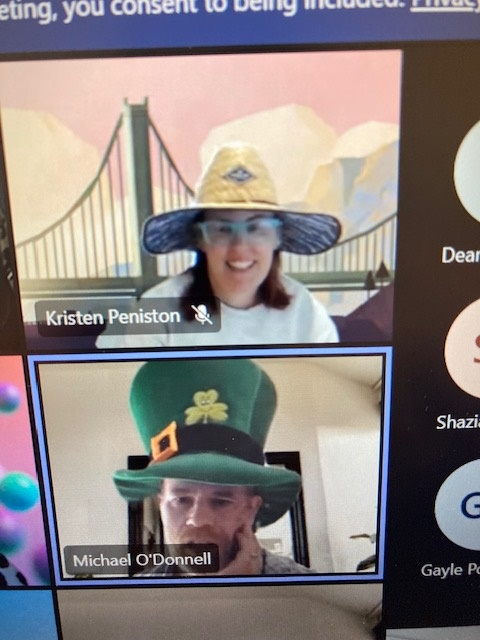 eting, you consent to being included.
Kristen Peniston
Dear
Michael O'Donnell
Shazia
G
Gayle Po